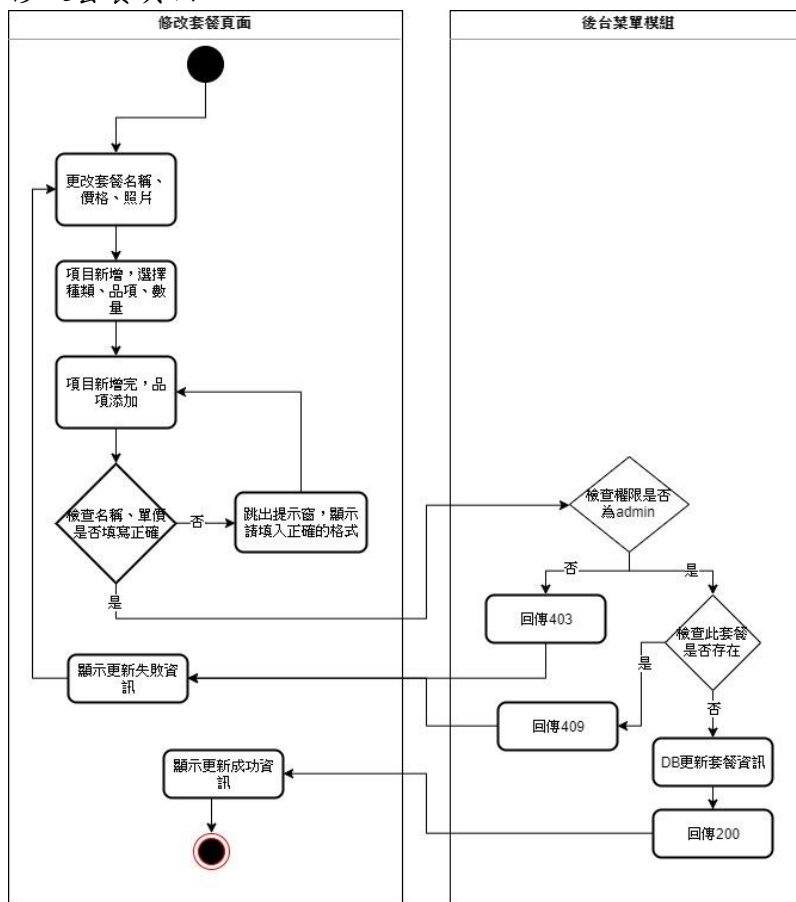 修改套餐頁面
後台菜單模組
更改套餐名稱、
價格、照片
項目新增，選擇
種類、品項、數
量
項目新增完，品
項添加
檢查名稱、單價
是否填寫正確
否
跳出提示窗，顯示
請填入正確的格式
是
檢查權限是否
為admin
否
是
回傳403
檢查此套餐
是否存在
是
否
顯示更新失敗資
訊
回傳409
DB更新套餐資訊
顯示更新成功資
訊
回傳200